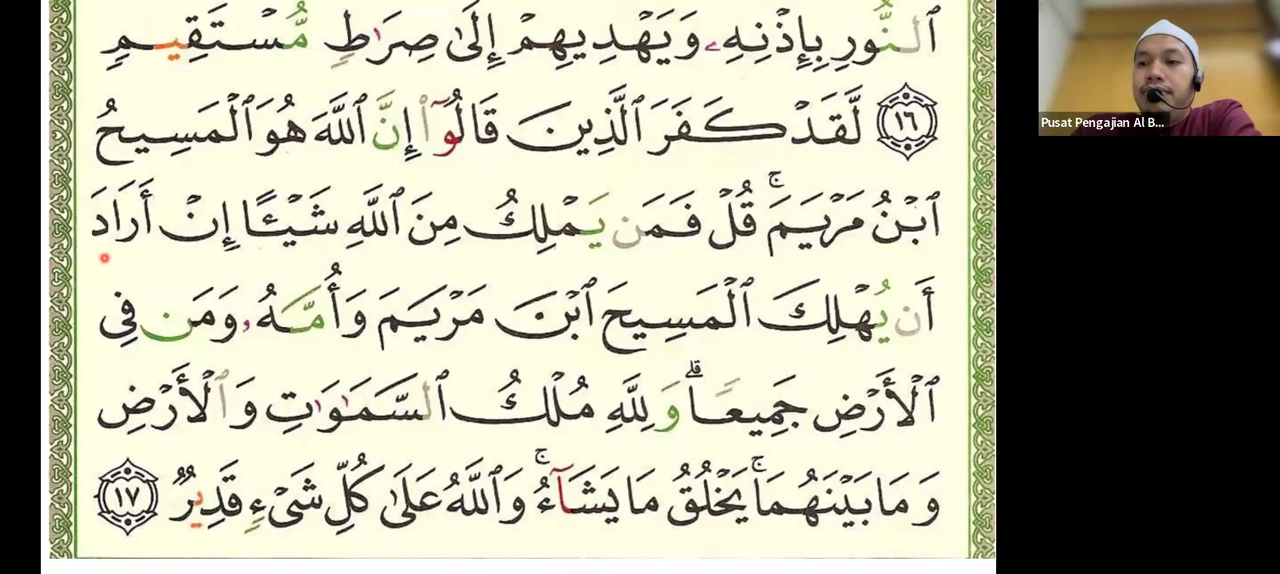 ٱلنُّورِ بِإِذْنِهِۦ وَيَهْدِيهِمْ إِلَىٰ صِرَٰطٍ مُّسْتَقِيمٍ
١٦ لَّقَدْ كَفَرَ ٱلَّذِينَ قَالُوٓا۟ إِنَّ ٱللَّهَ هُوَ ٱلْمَسِيحُ
ٱبْنُ مَرْيَمَ ۚ قُلْ فَمَن يَمْلِكُ مِنَ ٱللَّهِ شَيْـًٔا إِنْ أَرَادَ
أَن يُهْلِكَ ٱلْمَسِيحَ ٱبْنَ مَرْيَمَ وَأُمَّهُۥ وَمَن فِى
ٱلْأَرْضِ جَمِيعًا ۗ وَلِلَّهِ مُلْكُ ٱلسَّمَٰوَٰتِ وَٱلْأَرْضِ
وَمَا بَيْنَهُمَا ۚ يَخْلُقُ مَا يَشَآءُ ۚ وَٱللَّهُ عَلَىٰ كُلِّ شَىْءٍ قَدِيرٌ ١٧
Pusat Pengajian Al B...